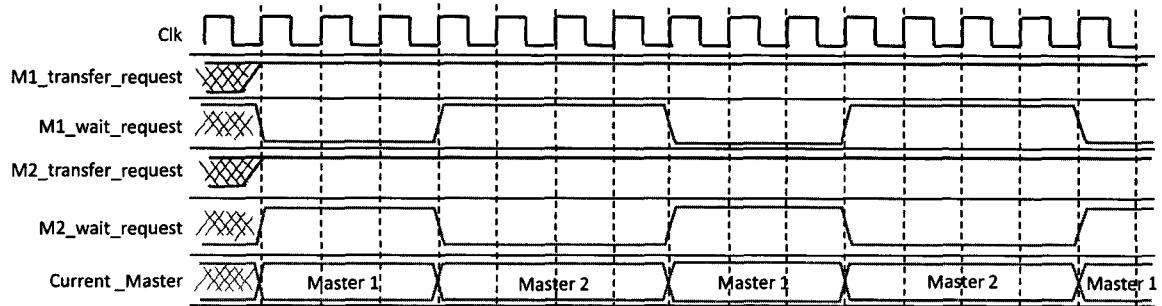 Clk
M1_transfer_request
M1_wait_request
M2_transfer_request
M2_wait_request
Current _Master Master 1 Master 2 Master 1 Master 2 Master 1